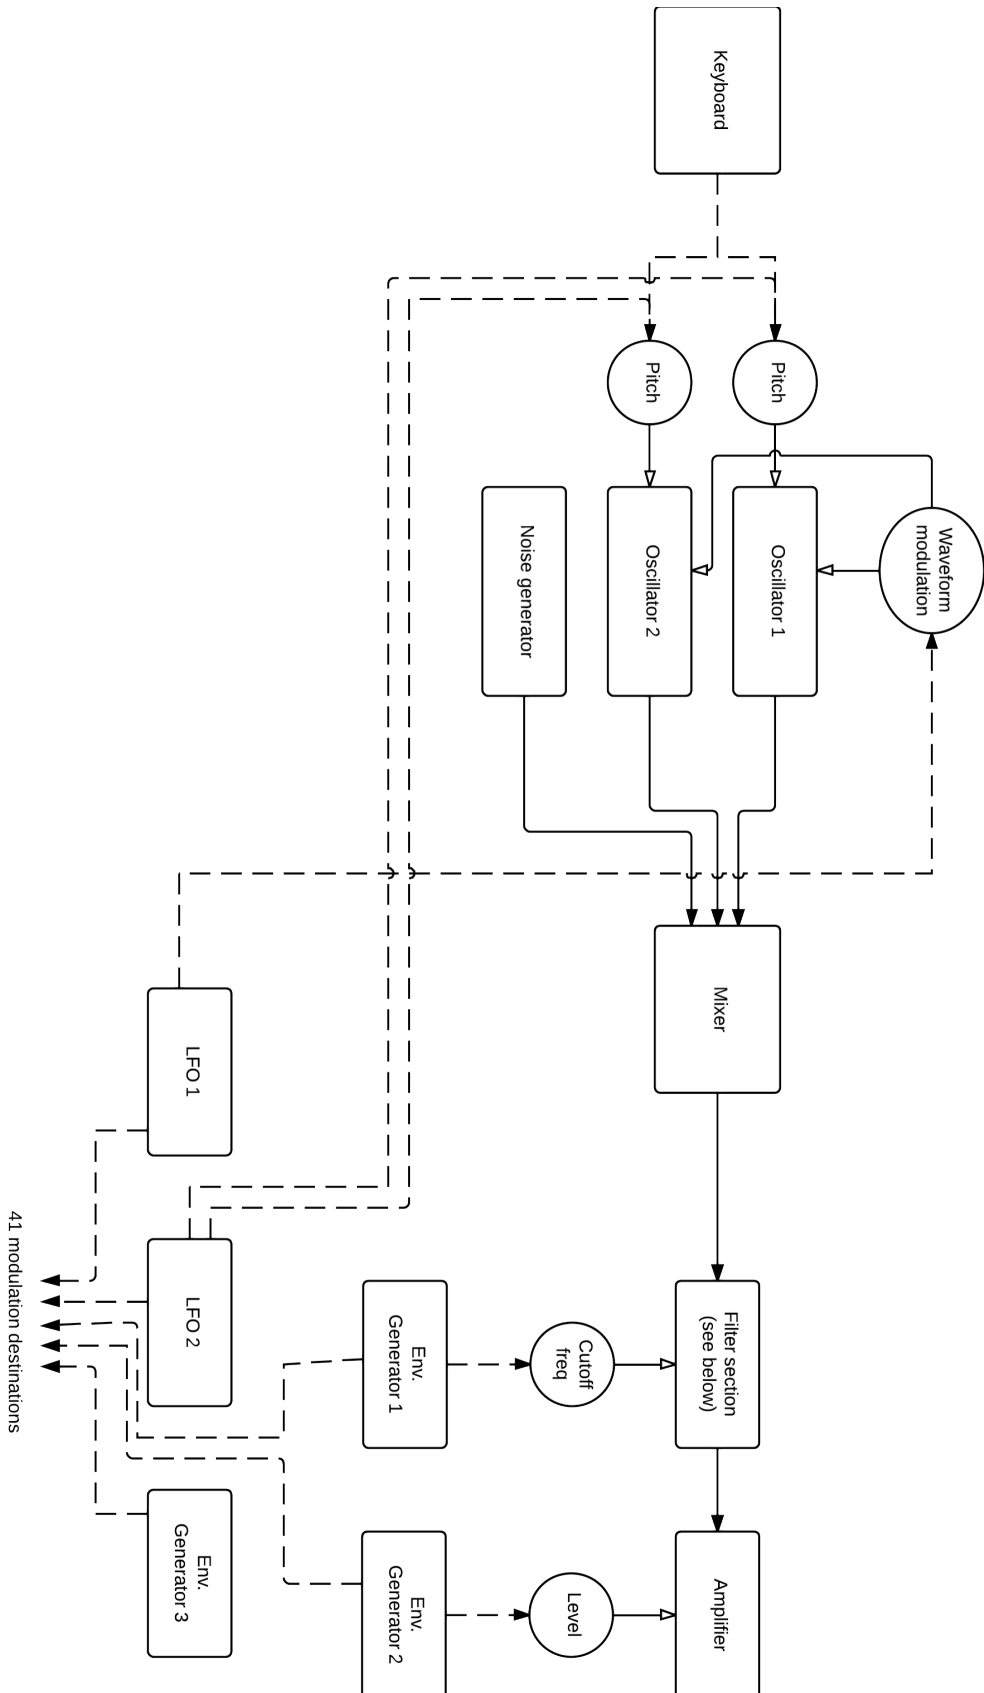 Keyboard
Pitch
Pitch
Waveform
modulation
Oscillator 1
Oscillator 2
Noise generator
Mixer
LFO 1
LFO 2
Filter section
(see below)
Cutoff
freq
Env.
Generator 1
Amplifier
Level
Env.
Generator 2
Env.
Generator 3
41 modulation destinations